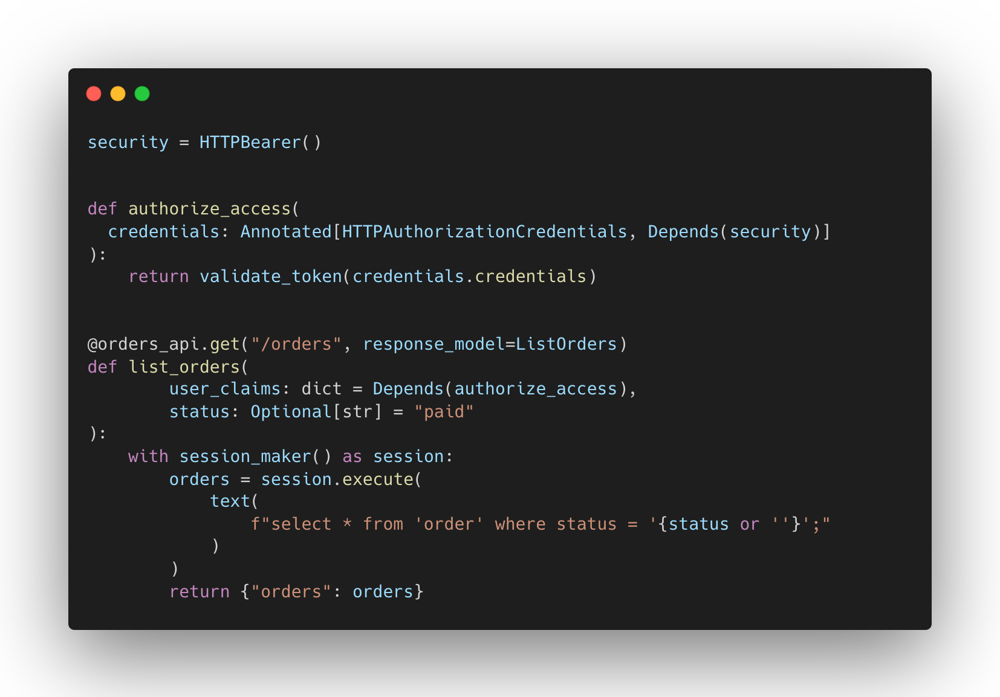 security = HTTPBearer()
def authorize_access(
  credentials: Annotated[HTTPAuthorizationCredentials, Depends(security)]
):
    return validate_token(credentials.credentials)
@orders_api.get("/orders", response_model=ListOrders)
def list_orders(
        user_claims: dict = Depends(authorize_access),
        status: Optional[str] = "paid"
):
    with session_maker() as session:
        orders = session.execute(
            text(
                f"select * from 'order' where status = '{status or ''}';"
            )
        )
        return {"orders": orders}